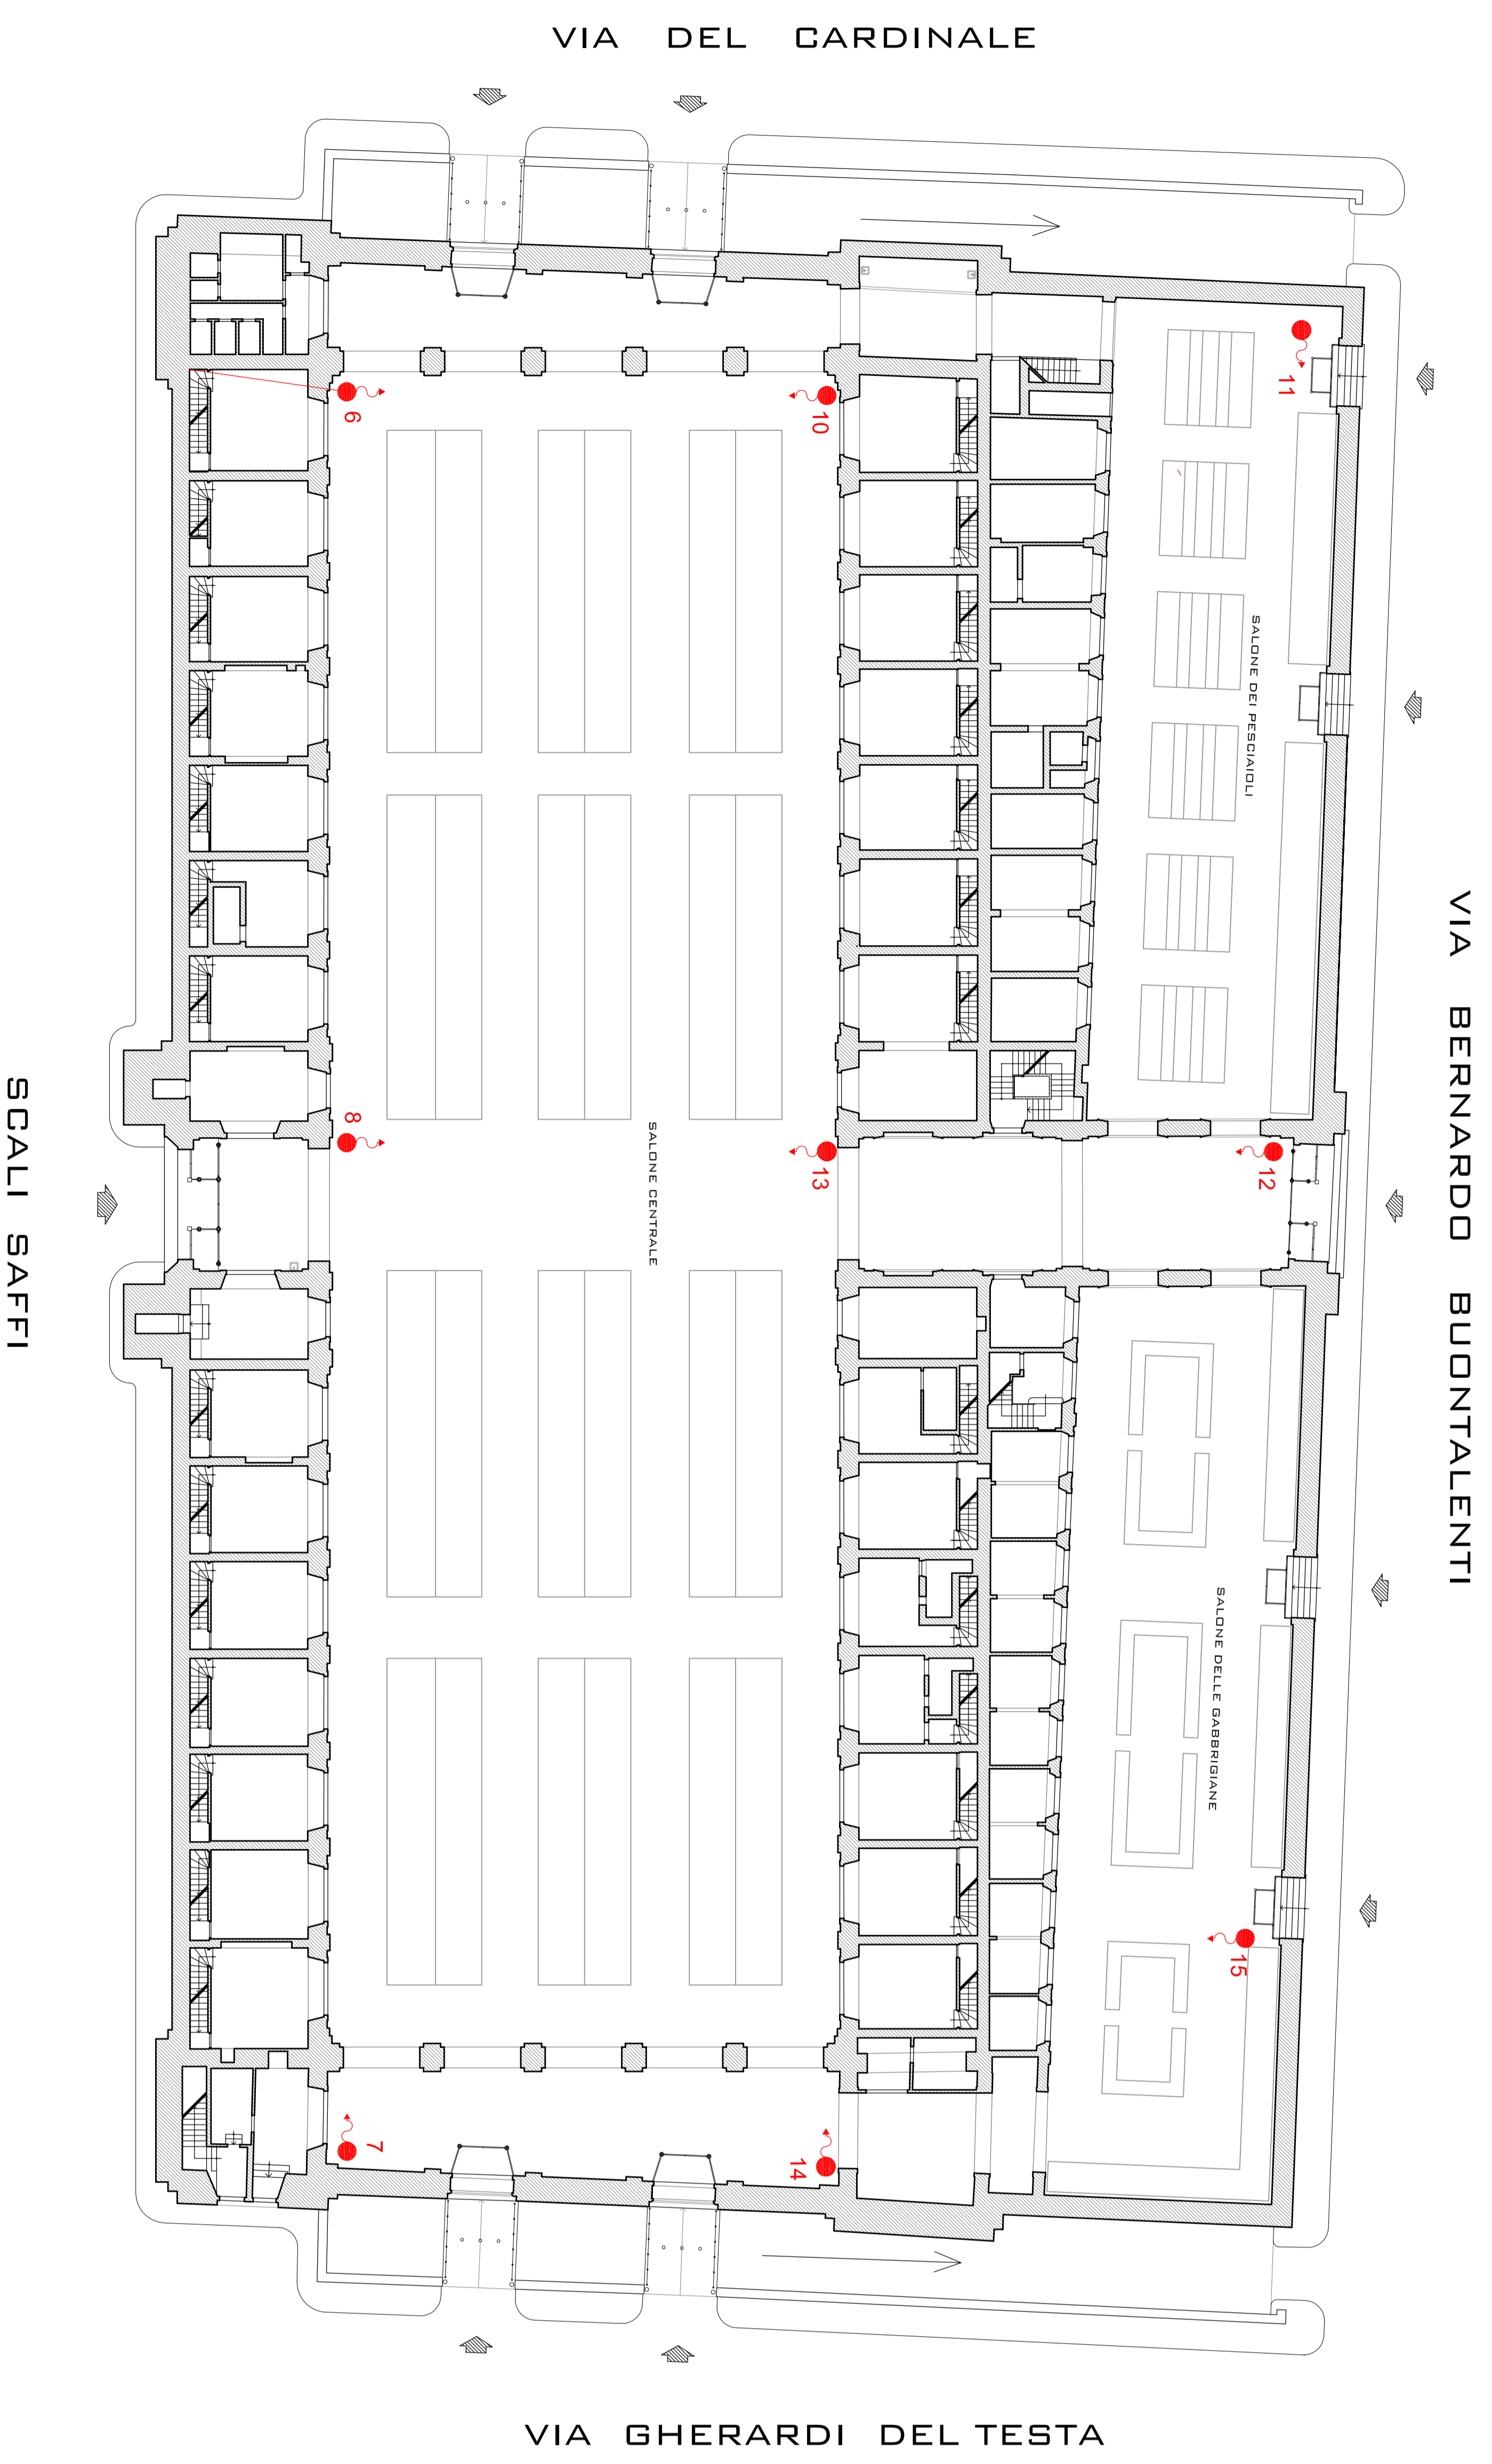 VIA DEL CARDINALE
11
6
10
SALONE DEI PESCIAIOLI
VIA BERNARDO BUONTALENTI
SCALI SAFFI
8
13
12
SALONE CENTRALE
SALONE DELLE GABBRIGIANE
15
7
14
VIA GHERARDI DEL TESTA